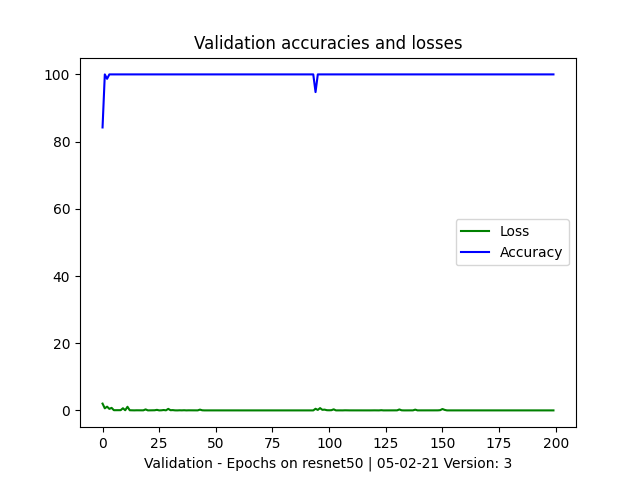 Validation accuracies and losses
100
80
60
40
20
0
Loss
Accuracy
0 25 50 75 100 125 150 175 200
Validation - Epochs on resnet50 | 05-02-21 Version: 3